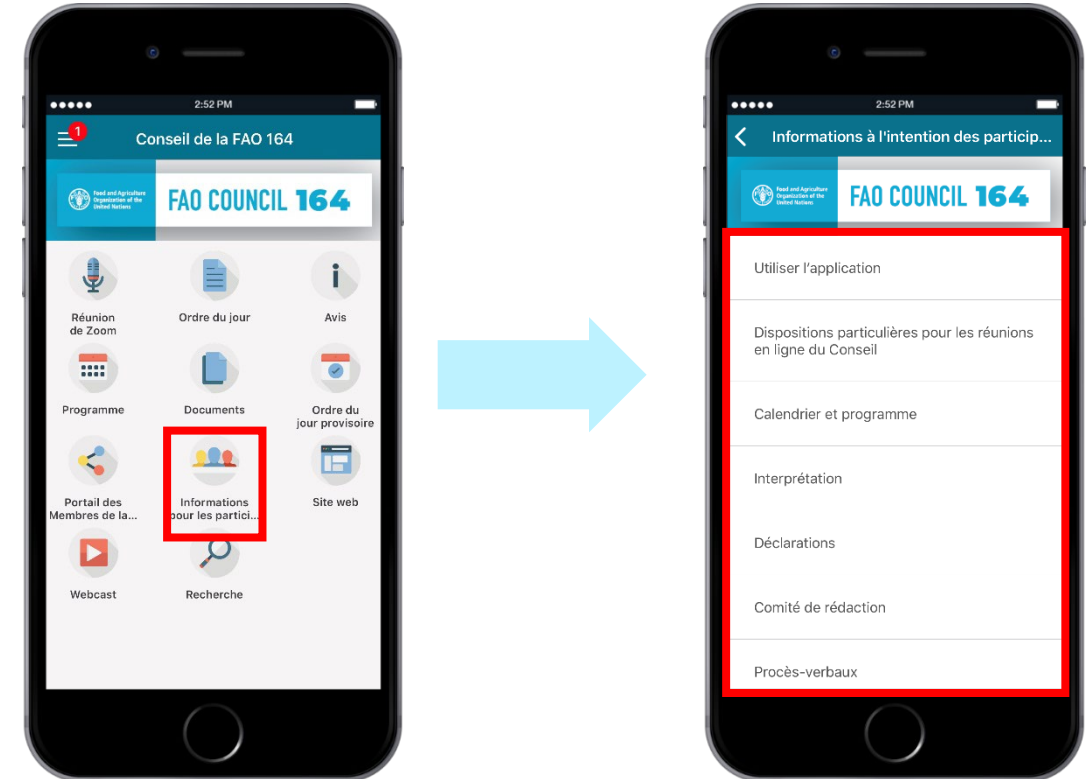 2:52 PM
1
Conseil de la FAO 164
Food and Agriculture
Organization of the
United Nations
FAO COUNCIL 164
Réunion
de Zoom
Ordre du jour
Avis
Programme
Documents
Ordre du
jour provisoire
Portail des
Membres de la...
Informations
pour les partici...
Site web
Webcast
Recherche
2:52 PM
Informations à l'intention des particip...
Food and Agriculture
Organization of the
United Nations
FAO COUNCIL 164
Utiliser l’application
Dispositions particulières pour les réunions
en ligne du Conseil
Calendrier et programme
Interprétation
Déclarations
Comité de rédaction
Procès-verbaux